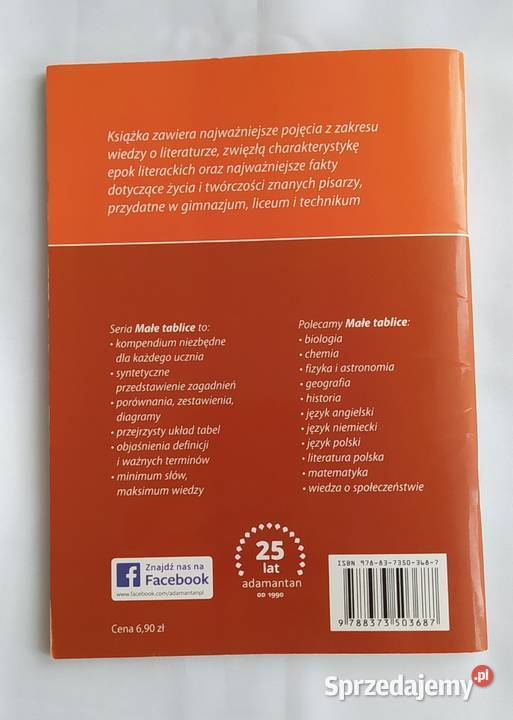 Książka zawiera najważniejsze pojęcia z zakresu
wiedzy o literaturze, zwięzłą charakterystykę
epok literackich oraz najważniejsze fakty
dotyczące życia i twórczości znanych pisarzy,
przydatne w gimnazjum, liceum i technikum
Seria Małe tablice to:
• kompendium niezbędne
dla każdego ucznia
• syntetyczne
przedstawienie zagadnień
• porównania, zestawienia,
diagramy
• przejrzysty układ tabel
• objaśnienia definicji
i ważnych terminów
• minimum słów,
maksimum wiedzy
Polecamy Małe tablice:
• biologia
• chemia
• fizyka i astronomia
• geografia
• historia
• język angielski
• język niemiecki
• język polski
• literatura polska
• matematyka
• wiedza o społeczeństwie
f Znajdź nas na
Facebook
www.facebook.com/adamantanpl
25
lat
adamantan
OD 1990
ISBN 978-83-7350-368-7
9 788373 503687
Cena 6,90 zł
Sprzedajemy.pl